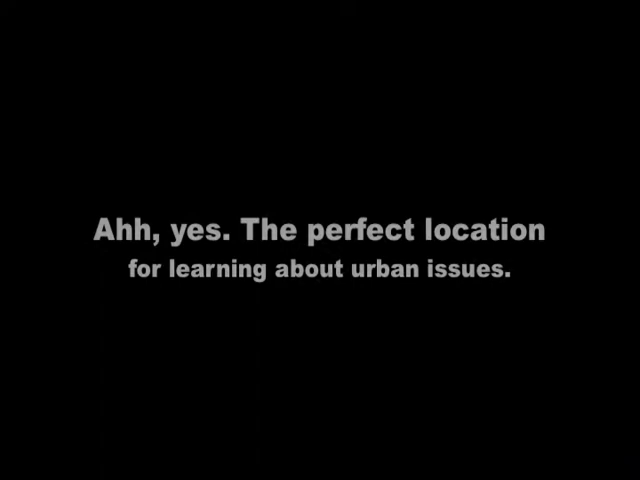 Ahh, yes. The perfect location
for learning about urban issues.